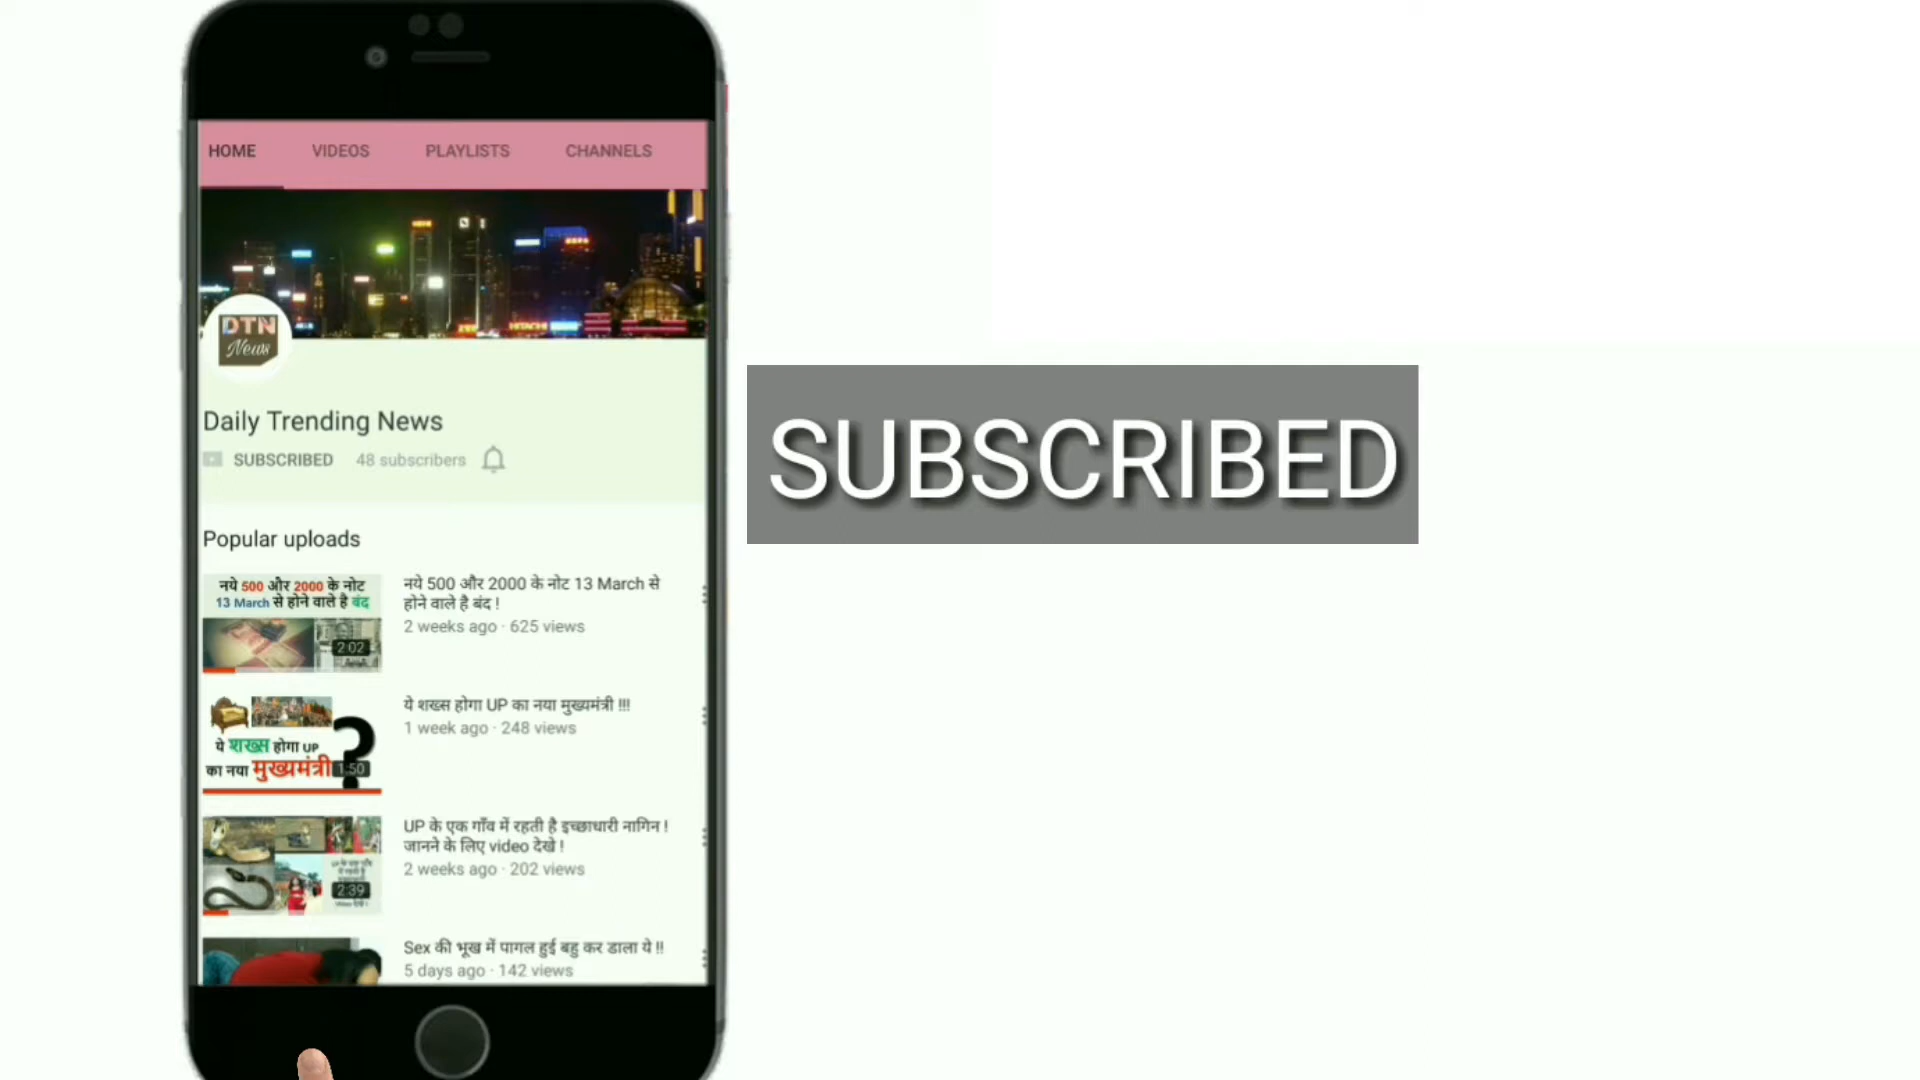 HOME VIDEOS PLAYLISTS CHANNELS
HITACHI
DTN
News
Daily Trending News
SUBSCRIBED 48 subscribers
SUBSCRIBED
Popular uploads
नये 500 और 2000 के नोट
13 March से होने वाले है बंद
2:02
नये 500 और 2000 के नोट 13 March से
होने वाले है बंद !
2 weeks ago · 625 views
ये शख्स होगा UP
का नया मुख्यमंत्री
?
1:50
ये शख्स होगा UP का नया मुख्यमंत्री !!!
1 week ago · 248 views
2:39
UP के एक गाँव में रहती है इच्छाधारी नागिन !
जानने के लिए video देखे !
2 weeks ago · 202 views
Sex की भूख में पागल हुई बहु कर डाला ये !!
5 days ago · 142 views